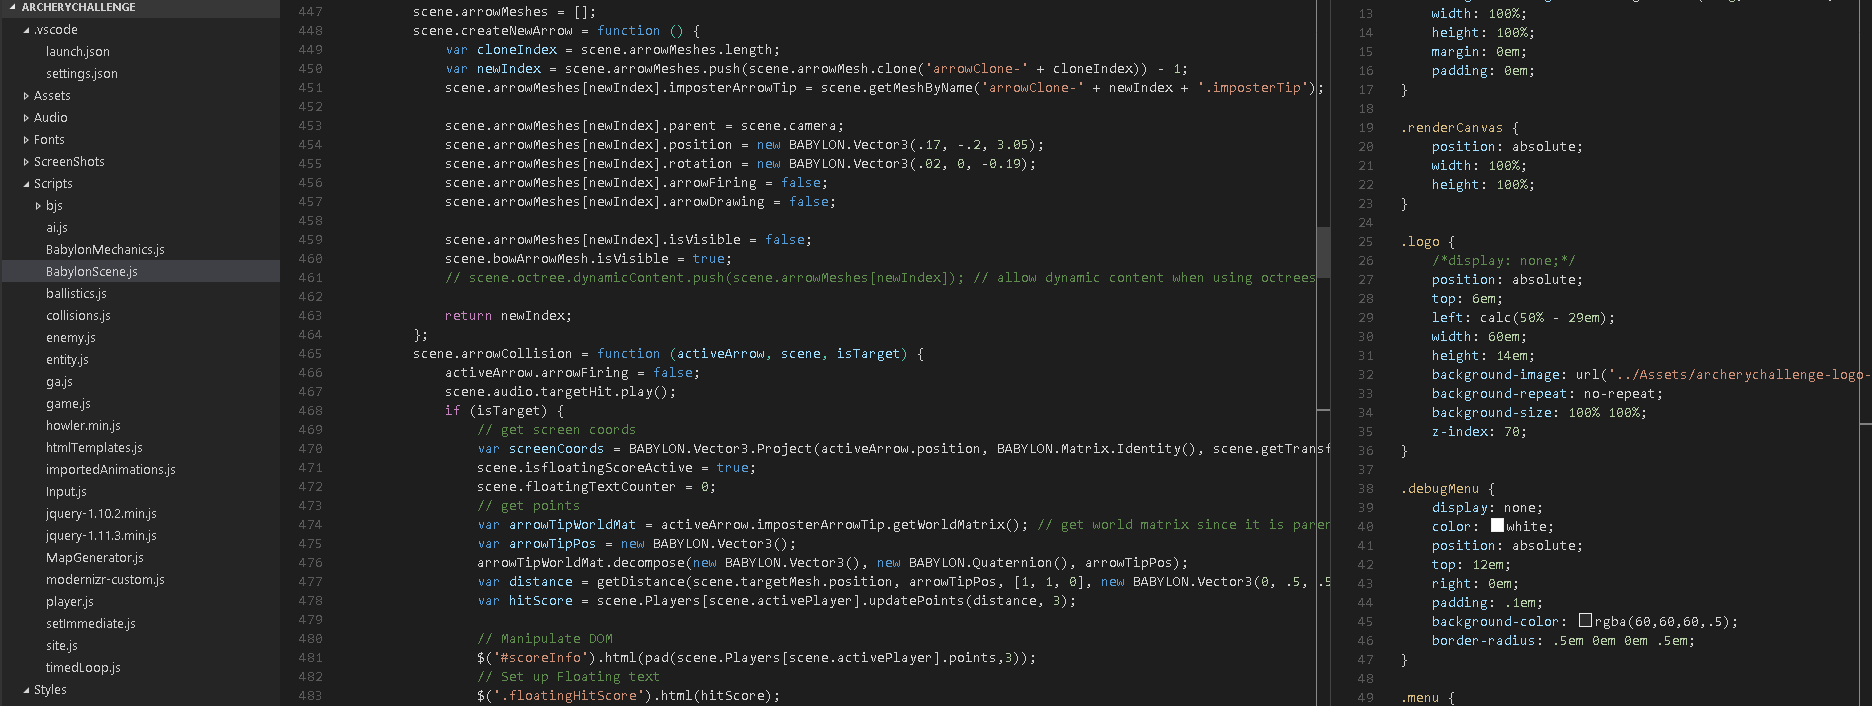 ARCHERYCHALLENGE
.vscode
launch.json
settings.json
Assets
Audio
Fonts
ScreenShots
Scripts
bjs
ai.js
BabylonMechanics.js
BabylonScene.js
ballistics.js
collisions.js
enemy.js
entity.js
ga.js
game.js
howler.min.js
htmlTemplates.js
importedAnimations.js
Input.js
jquery-1.10.2.min.js
jquery-1.11.3.min.js
MapGenerator.js
modernizr-custom.js
player.js
setImmediate.js
site.js
timedLoop.js
Styles
447 scene.arrowMeshes = [];
448 scene.createNewArrow = function () {
449 var cloneIndex = scene.arrowMeshes.length;
450 var newIndex = scene.arrowMeshes.push(scene.arrowMesh.clone('arrowClone-' + cloneIndex)) - 1;
451 scene.arrowMeshes[newIndex].imposterArrowTip = scene.getMeshByName('arrowClone-' + newIndex + '.imposterTip');
452
453 scene.arrowMeshes[newIndex].parent = scene.camera;
454 scene.arrowMeshes[newIndex].position = new BABYLON.Vector3(.17, -.2, 3.05);
455 scene.arrowMeshes[newIndex].rotation = new BABYLON.Vector3(.02, 0, -0.19);
456 scene.arrowMeshes[newIndex].arrowFiring = false;
457 scene.arrowMeshes[newIndex].arrowDrawing = false;
458
459 scene.arrowMeshes[newIndex].isVisible = false;
460 scene.bowArrowMesh.isVisible = true;
461 // scene.octree.dynamicContent.push(scene.arrowMeshes[newIndex]); // allow dynamic content when using octrees
462
463 return newIndex;
464 };
465 scene.arrowCollision = function (activeArrow, scene, isTarget) {
466 activeArrow.arrowFiring = false;
467 scene.audio.targetHit.play();
468 if (isTarget) {
469 // get screen coords
470 var screenCoords = BABYLON.Vector3.Project(activeArrow.position, BABYLON.Matrix.Identity(), scene.getTransf
471 scene.isfloatingScoreActive = true;
472 scene.floatingTextCounter = 0;
473 // get points
474 var arrowTipWorldMat = activeArrow.imposterArrowTip.getWorldMatrix(); // get world matrix since it is paren
475 var arrowTipPos = new BABYLON.Vector3();
476 arrowTipWorldMat.decompose(new BABYLON.Vector3(), new BABYLON.Quaternion(), arrowTipPos);
477 var distance = getDistance(scene.targetMesh.position, arrowTipPos, [1, 1, 0], new BABYLON.Vector3(0, .5, .5
478 var hitScore = scene.Players[scene.activePlayer].updatePoints(distance, 3);
479
480 // Manipulate DOM
481 $('#scoreInfo').html(pad(scene.Players[scene.activePlayer].points,3));
482 // Set up Floating text
483 $('.floatingHitScore').html(hitScore);
13 width: 100%;
14 height: 100%;
15 margin: 0em;
16 padding: 0em;
17 }
18
19 .renderCanvas {
20 position: absolute;
21 width: 100%;
22 height: 100%;
23 }
24
25 .logo {
26 /*display: none;*/
27 position: absolute;
28 top: 6em;
29 left: calc(50% - 29em);
30 width: 60em;
31 height: 14em;
32 background-image: url('../Assets/archerychallenge-logo-
33 background-repeat: no-repeat;
34 background-size: 100% 100%;
35 z-index: 70;
36 }
37
38 .debugMenu {
39 display: none;
40 color: white;
41 position: absolute;
42 top: 12em;
43 right: 0em;
44 padding: .1em;
45 background-color: rgba(60,60,60,.5);
46 border-radius: .5em 0em 0em .5em;
47 }
48
49 .menu {